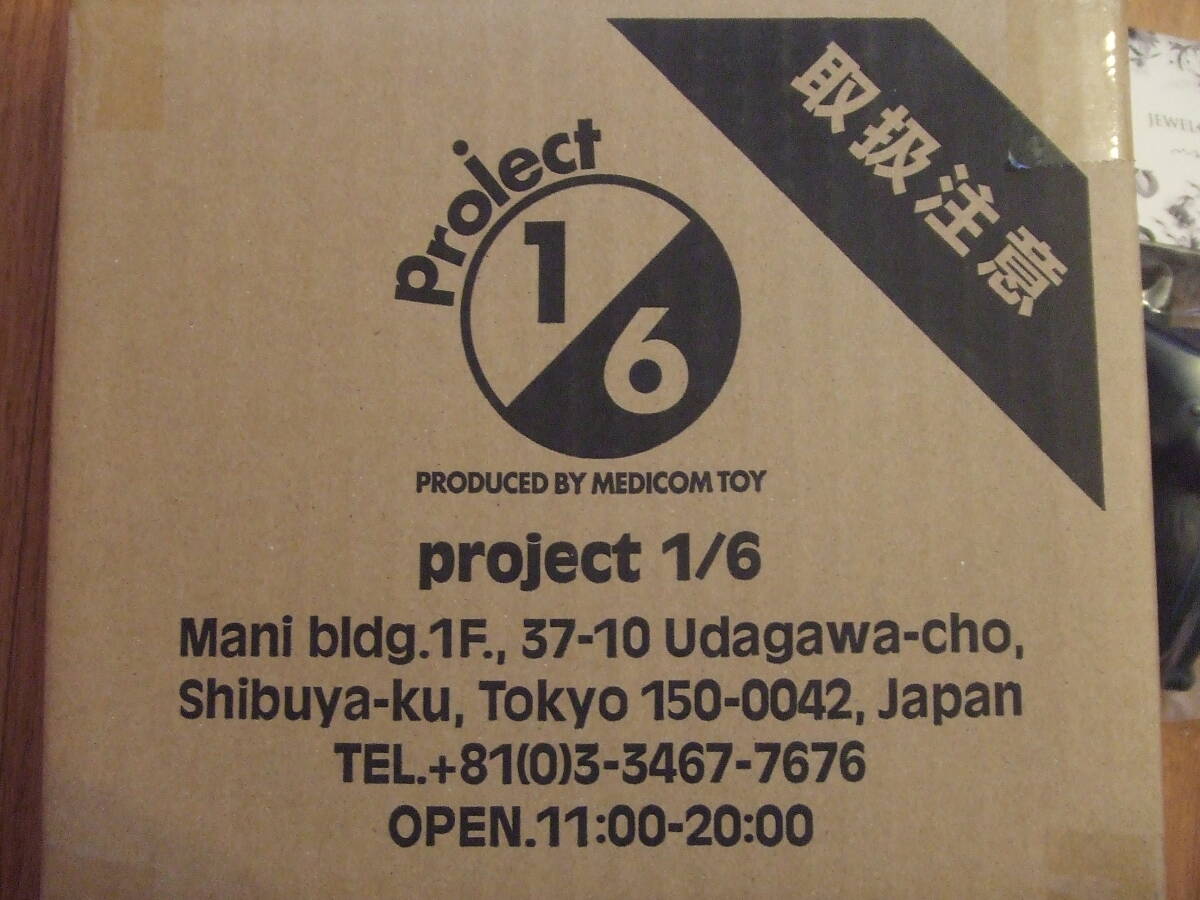 取扱注意
project
1/6
PRODUCED BY MEDICOM TOY
project 1/6
Mani bldg.1F., 37-10 Udagawa-cho,
Shibuya-ku, Tokyo 150-0042, Japan
TEL.+81(0)3-3467-7676
OPEN.11:00-20:00